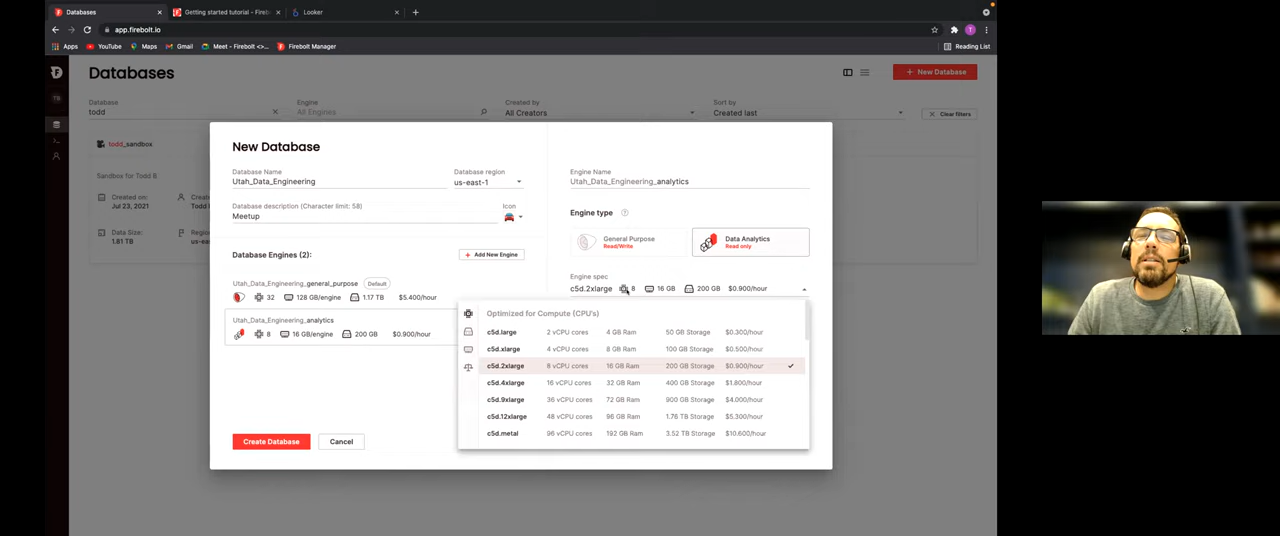 Databases
Getting started tutorial - Firebolt
Looker
app.firebolt.io
Apps
YouTube
Maps
Gmail
Meet - Firebolt <>...
Firebolt Manager
Reading List
Databases
New Database
Database
todd
Engine
All Engines
Created by
All Creators
Sort by
Created last
Clear filters
todd_sandbox
Sandbox for Todd B
Created on:
Jul 23, 2021
Data Size:
1.81 TB
New Database
Database Name
Utah_Data_Engineering
Database region
us-east-1
Database description (Character limit: 58)
Meetup
Icon
Database Engines (2):
Add New Engine
Utah_Data_Engineering_general_purpose Default
32 128 GB/engine 1.17 TB $5.400/hour
Utah_Data_Engineering_analytics
8 16 GB/engine 200 GB $0.900/hour
Create Database
Cancel
Engine Name
Utah_Data_Engineering_analytics
Engine type
General Purpose
Read/Write
Data Analytics
Read only
Engine spec
c5d.2xlarge 8 16 GB 200 GB $0.900/hour
Optimized for Compute (CPU's)
c5d.large 2 vCPU cores 4 GB Ram 50 GB Storage $0.300/hour
c5d.xlarge 4 vCPU cores 8 GB Ram 100 GB Storage $0.500/hour
c5d.2xlarge 8 vCPU cores 16 GB Ram 200 GB Storage $0.900/hour
c5d.4xlarge 16 vCPU cores 32 GB Ram 400 GB Storage $1.800/hour
c5d.9xlarge 36 vCPU cores 72 GB Ram 900 GB Storage $4.000/hour
c5d.12xlarge 48 vCPU cores 96 GB Ram 1.76 TB Storage $5.300/hour
c5d.metal 96 vCPU cores 192 GB Ram 3.52 TB Storage $10.600/hour